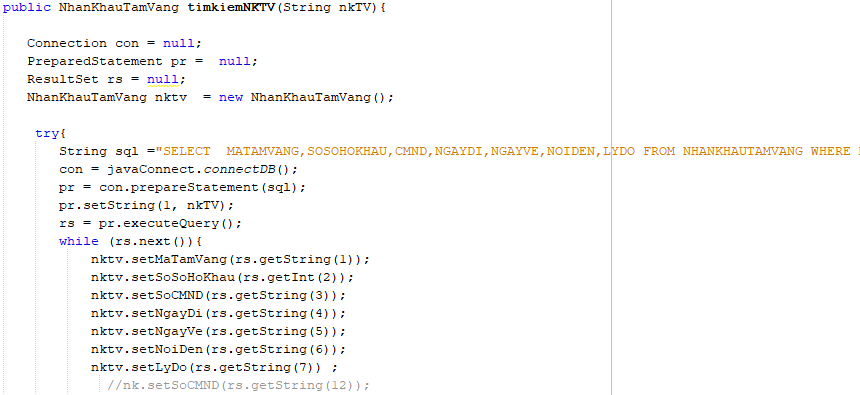 public NhanKhauTamVang timkiemNKTV(String nkTV){
Connection con = null;
PreparedStatement pr =  null;
ResultSet rs = null;
NhanKhauTamVang nktv  = new NhanKhauTamVang();
try{
String sql ="SELECT  MATAMVANG,SOSOHOKHAU,CMND,NGAYDI,NGAYVE,NOIDEN,LYDO FROM NHANKHAUTAMVANG WHERE
con = javaConnect.connectDB();
pr = con.prepareStatement(sql);
pr.setString(1, nkTV);
rs = pr.executeQuery();
while (rs.next()){
nktv.setMaTamVang(rs.getString(1));
nktv.setSoSoHoKhau(rs.getInt(2));
nktv.setSoCMND(rs.getString(3));
nktv.setNgayDi(rs.getString(4));
nktv.setNgayVe(rs.getString(5));
nktv.setNoiDen(rs.getString(6));
nktv.setLyDo(rs.getString(7)) ;
//nk.setSoCMND(rs.getString(12));